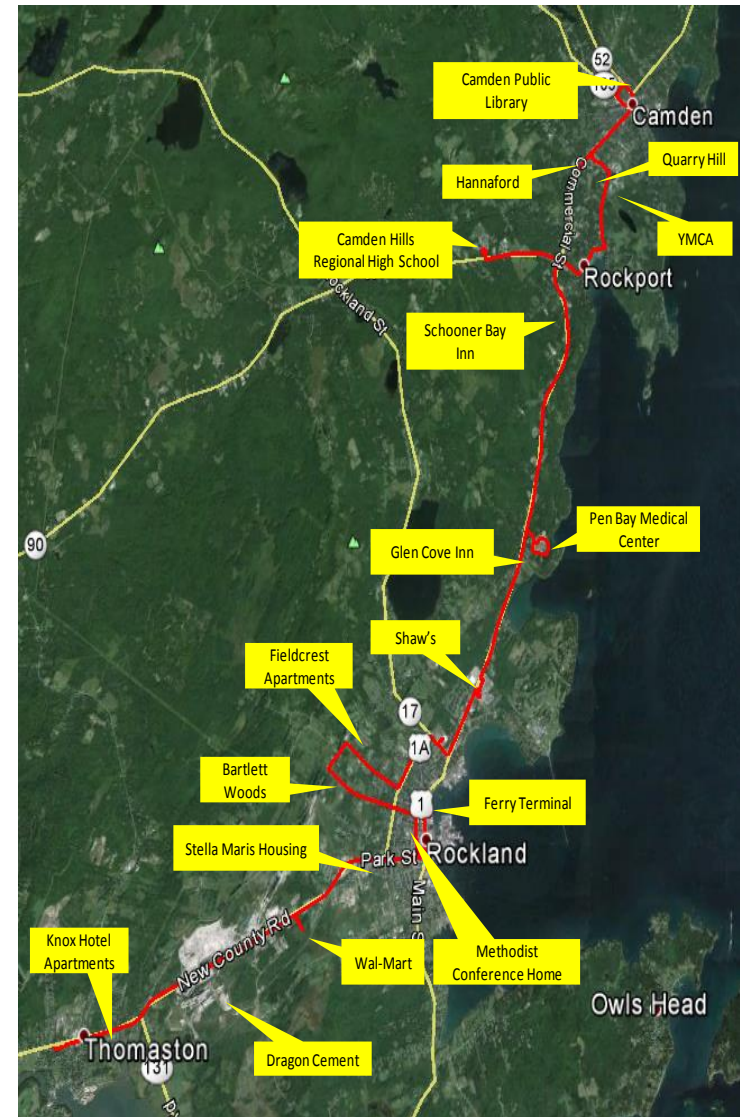 52
Camden Public
Library
105
Camden
Hannaford
Quarry Hill
Commercial St
YMCA
Camden Hills
Regional High School
Rockport
Rockland St
Schooner Bay
Inn
90
Pen Bay Medical
Center
Glen Cove Inn
Shaw's
Fieldcrest
Apartments
17
1A
Bartlett
Woods
1
Ferry Terminal
Stella Maris Housing
Park St
Rockland
Main S
New County Rd
Knox Hotel
Apartments
Wal-Mart
Methodist
Conference Home
Owls Head
Thomaston
131
Dragon Cement